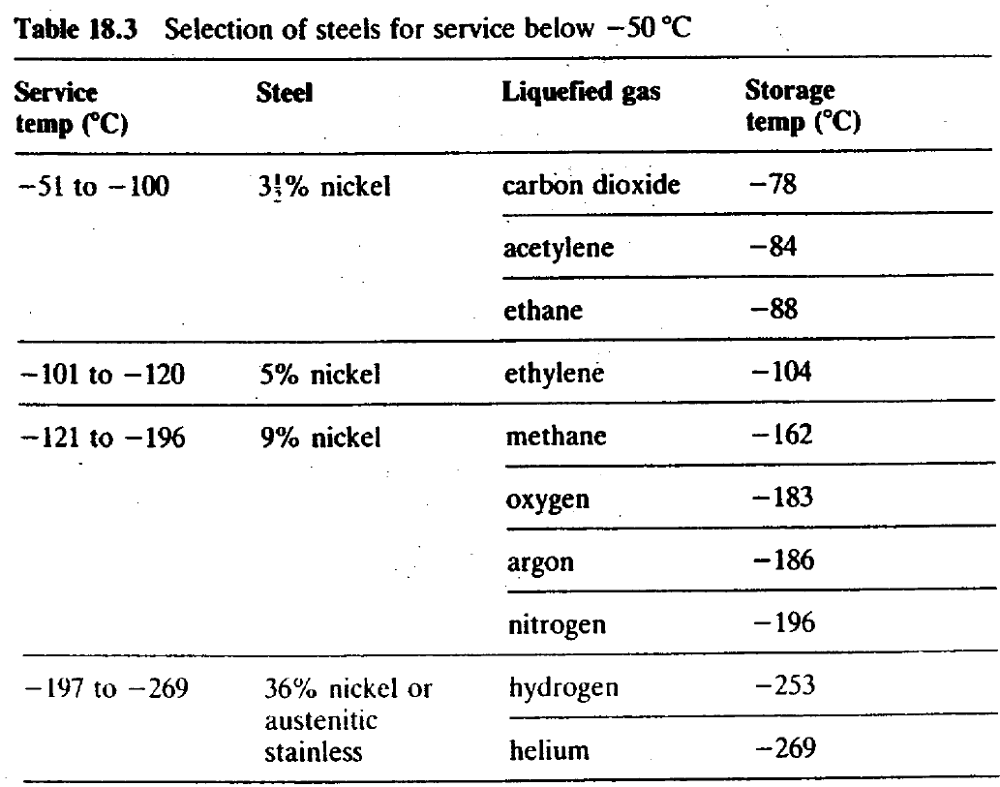 Table 18.3 Selection of steels for service below −50 °C
Service temp (°C) Steel Liquefied gas Storage temp (°C)
−51 to −100 3½% nickel carbon dioxide −78
acetylene −84
ethane −88
−101 to −120 5% nickel ethylene −104
−121 to −196 9% nickel methane −162
oxygen −183
argon −186
nitrogen −196
−197 to −269 36% nickel or austenitic stainless hydrogen −253
helium −269